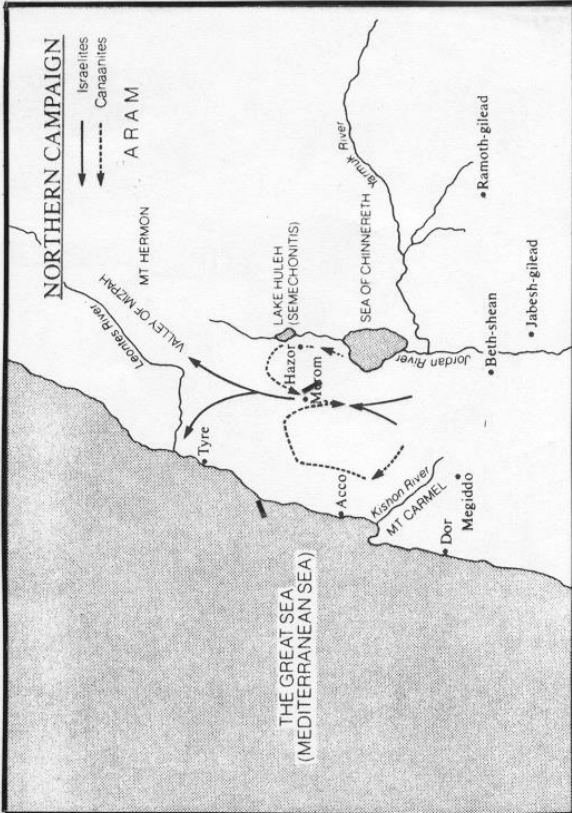 NORTHERN CAMPAIGN
Israelites
Canaanites
ARAM
MT HERMON
VALLEY OF MIZPAH
Leontes River
Tyre
LAKE HULEH
(SEMECHONITIS)
Hazor
Merom
SEA OF CHINNERETH
Yarmuk River
Acco
Kishon River
MT CARMEL
Jordan River
Dor
Megiddo
Beth-shean
Ramoth-gilead
Jabesh-gilead
THE GREAT SEA
(MEDITERRANEAN SEA)